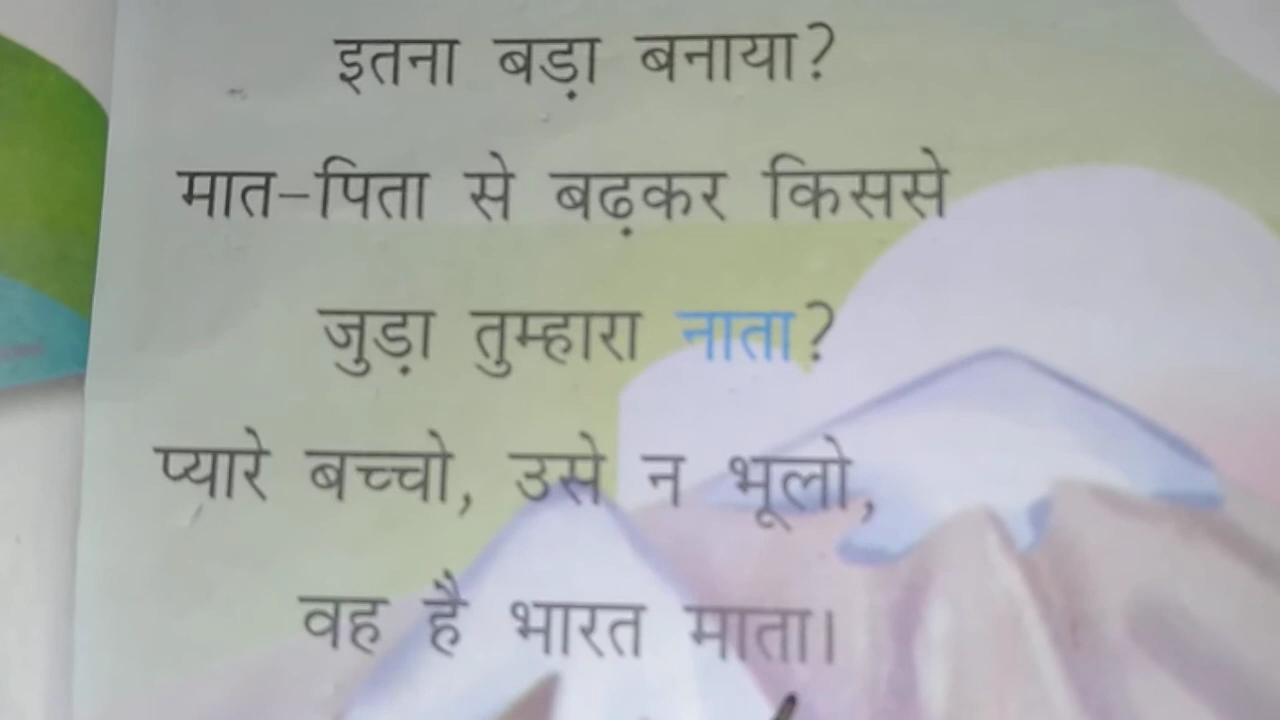 इतना बड़ा बनाया?
मात-पिता से बढ़कर किससे
जुड़ा तुम्हारा नाता?
प्यारे बच्चो, उसे न भूलो,
वह है भारत माता।